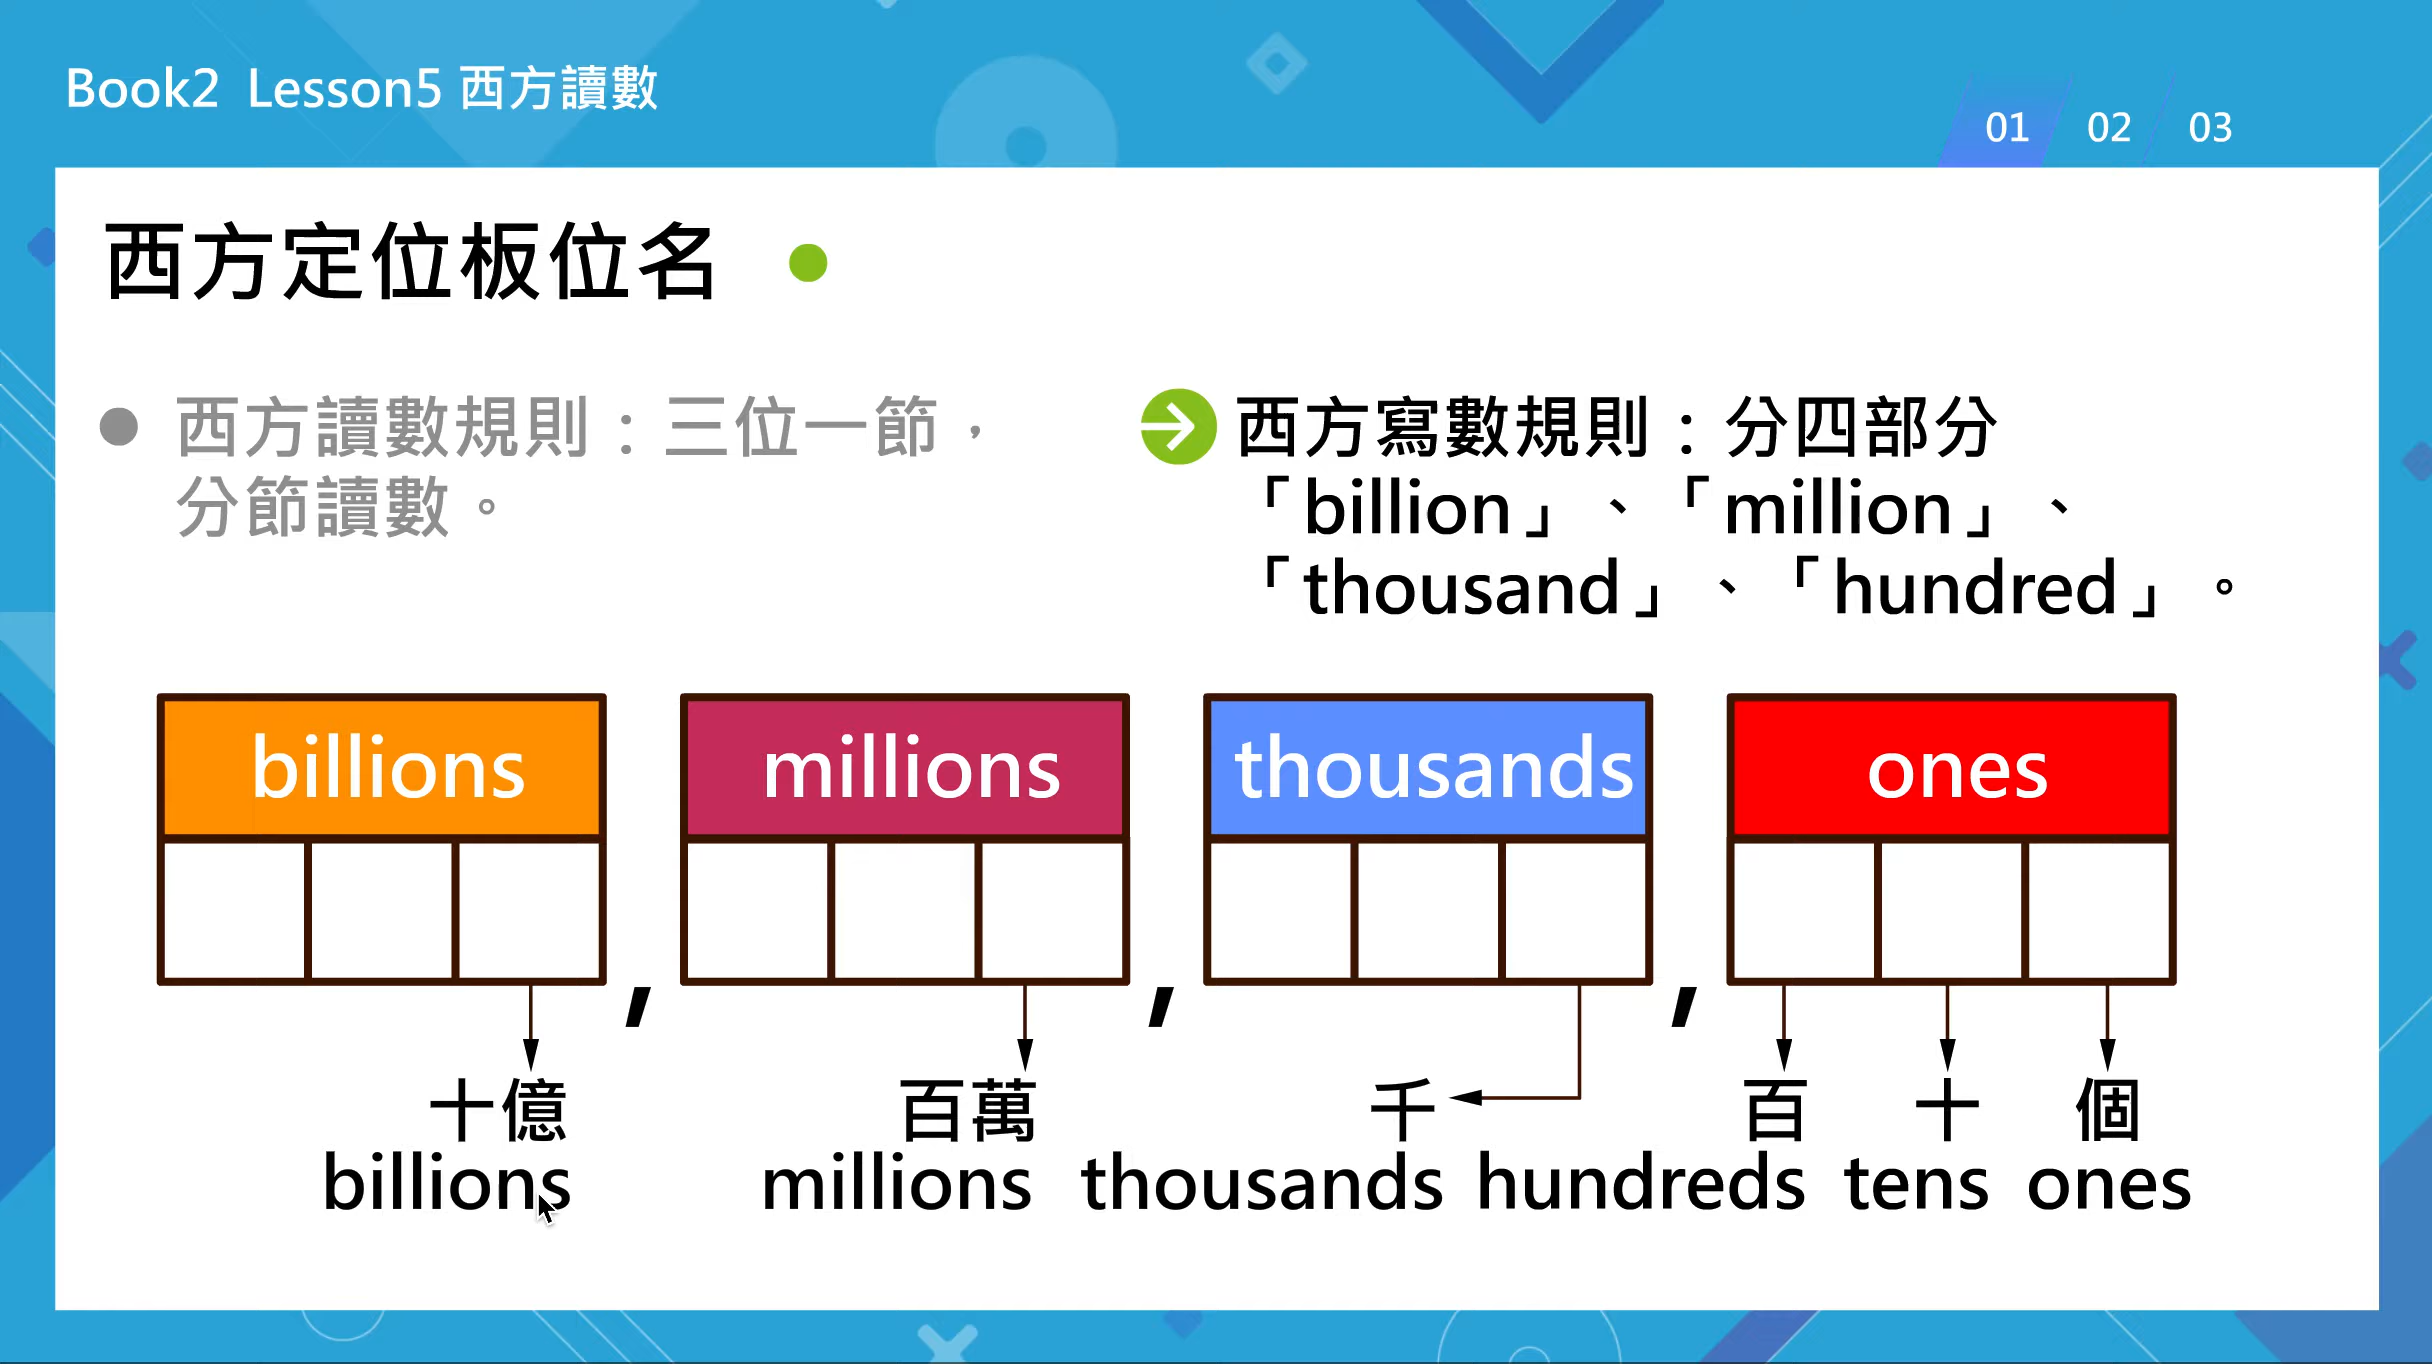 Book2 Lesson5 西方讀數
01 02 03
西方定位板位名
西方讀數規則：三位一節，
分節讀數。
西方寫數規則：分四部分
「billion」、「million」、
「thousand」、「hundred」。
billions , millions , thousands , ones
十億 百萬 千 百 十 個
billions millions thousands hundreds tens ones